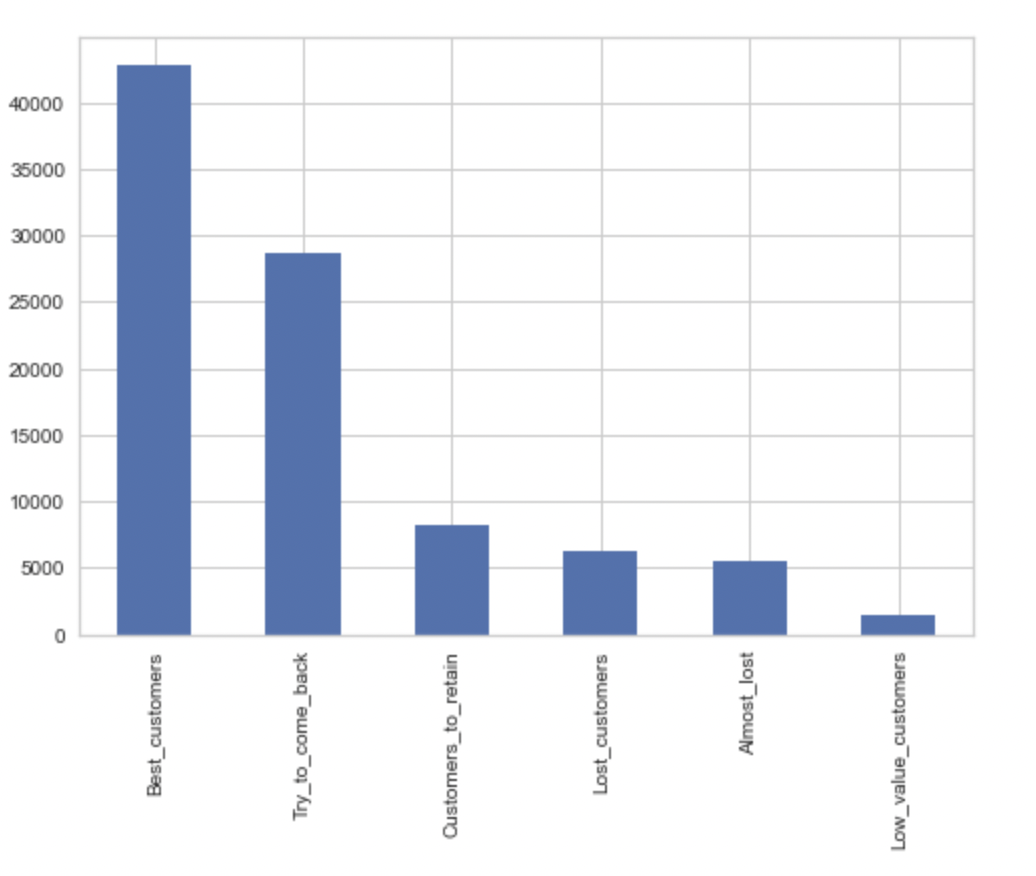 40000
35000
30000
25000
20000
15000
10000
5000
0
Best_customers
Try_to_come_back
Customers_to_retain
Lost_customers
Almost_lost
Low_value_customers